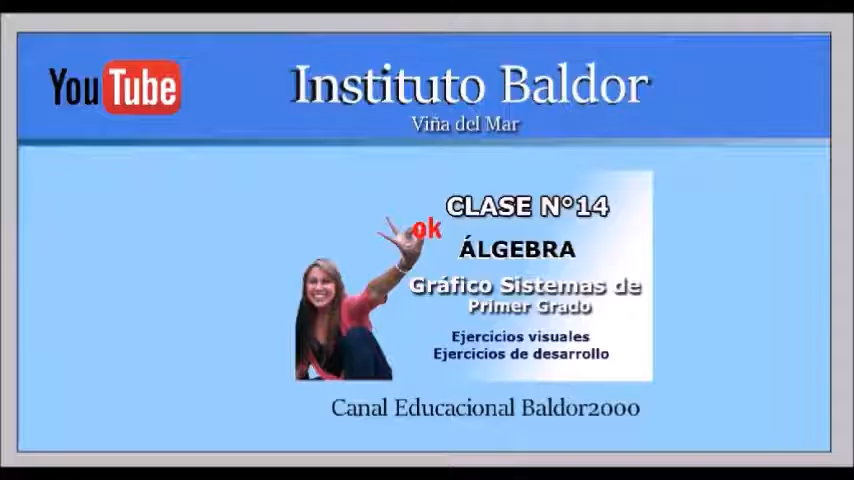 YouTube
Instituto Baldor
Viña del Mar
CLASE N°14
ok
ÁLGEBRA
Gráfico Sistemas de
Primer Grado
Ejercicios visuales
Ejercicios de desarrollo
Canal Educacional Baldor2000